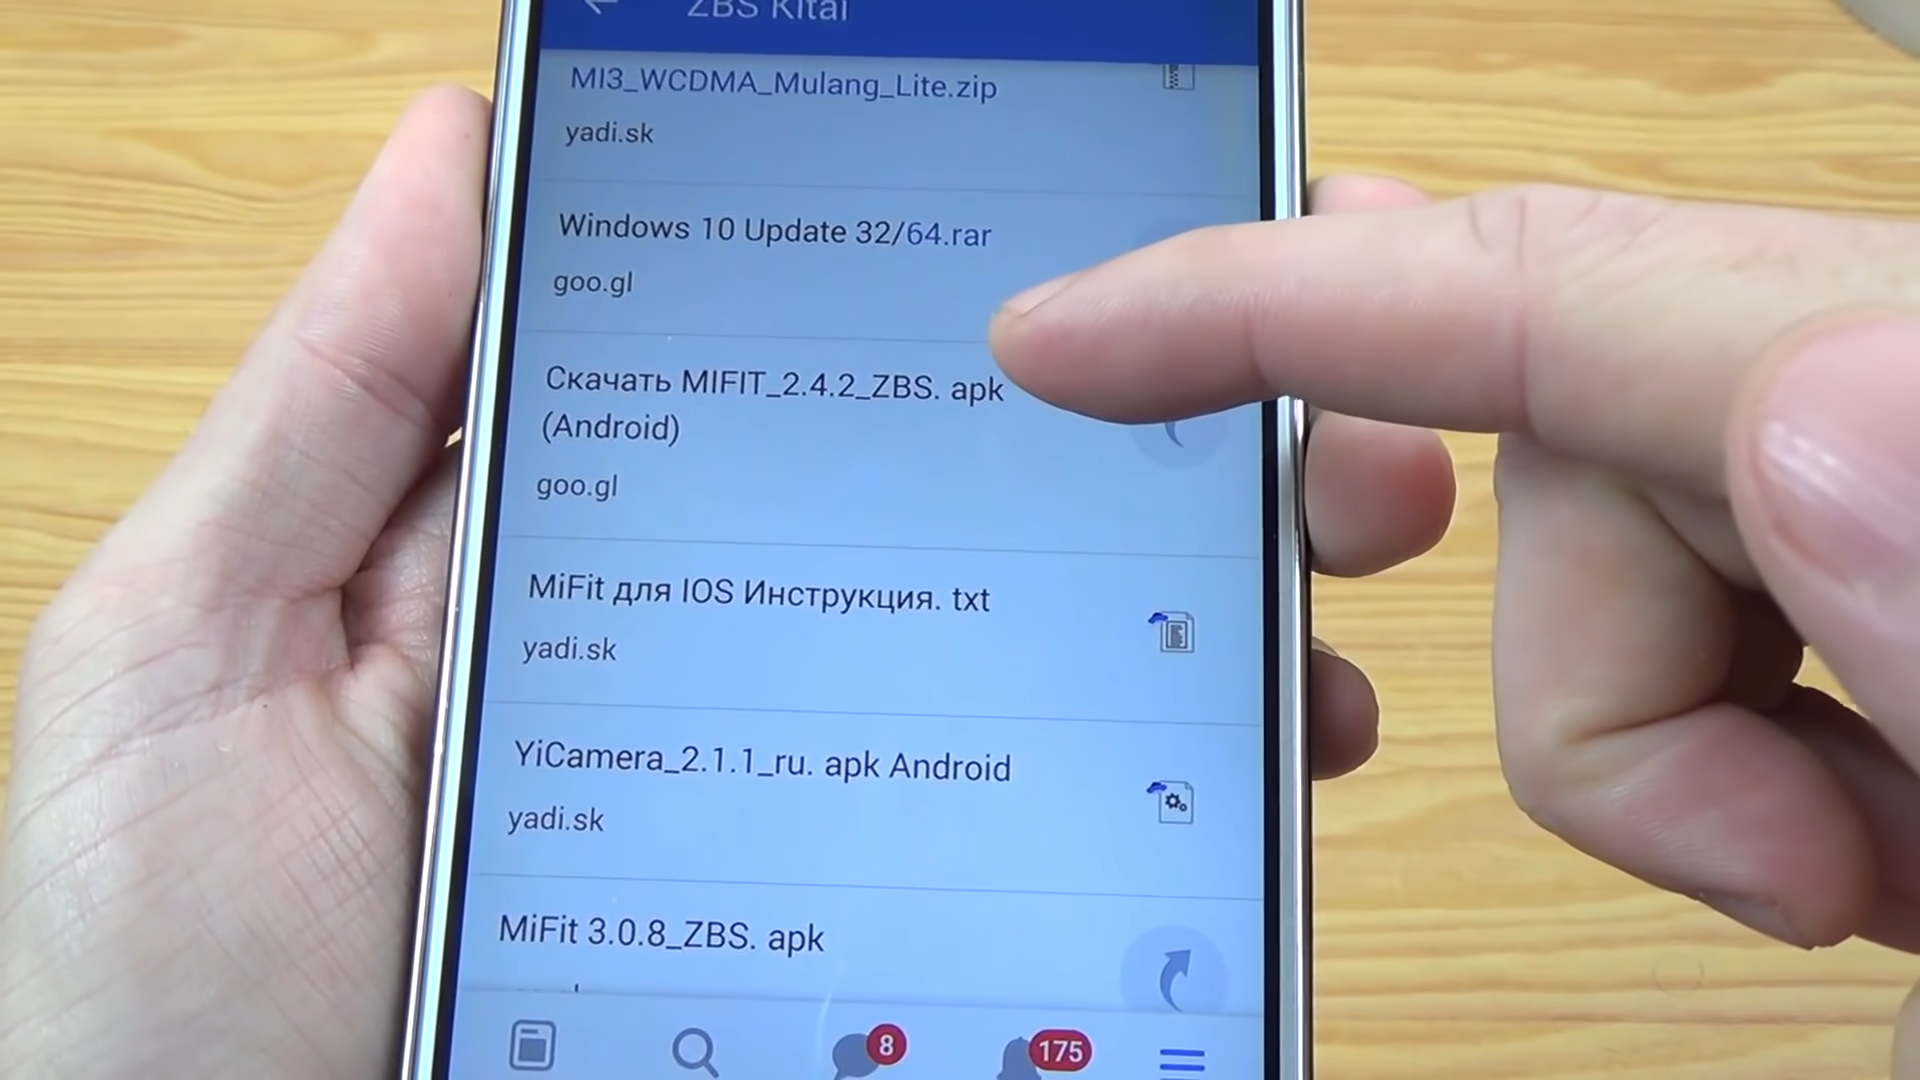 ZBS Kitai
MI3_WCDMA_Mulang_Lite.zip
yadi.sk
Windows 10 Update 32/64.rar
goo.gl
Скачать MIFIT_2.4.2_ZBS. apk
(Android)
goo.gl
MiFit для IOS Инструкция. txt
yadi.sk
YiCamera_2.1.1_ru. apk Android
yadi.sk
MiFit 3.0.8_ZBS. apk
8
175